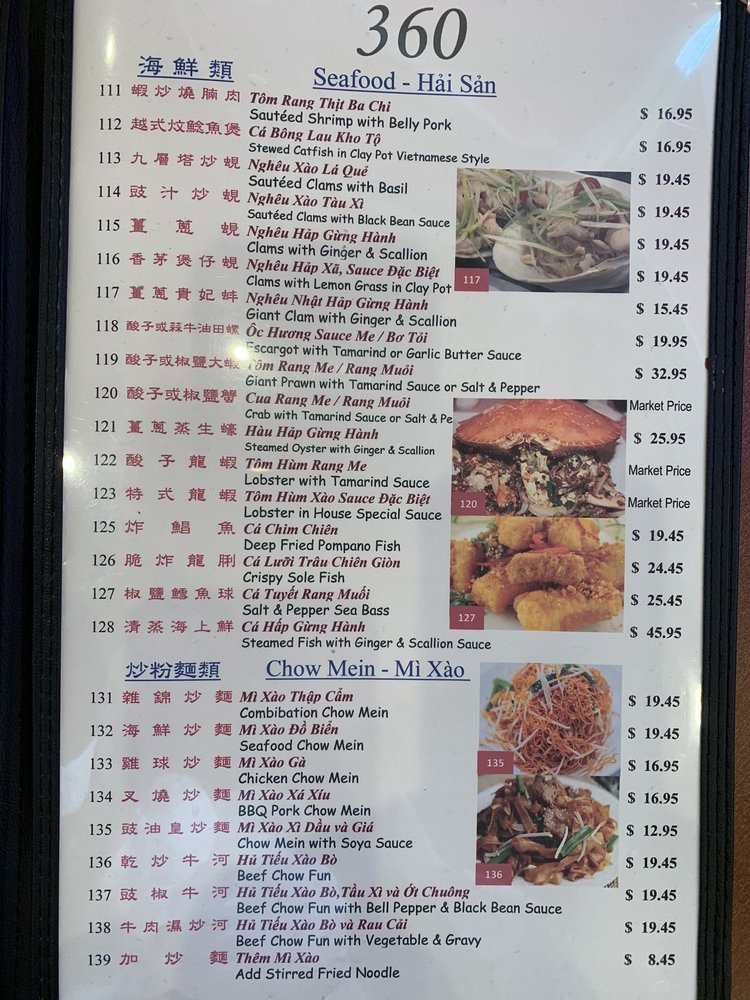 360
海鮮類
Seafood - Hải Sản
111 蝦炒燒腩肉 Tôm Rang Thịt Ba Chi
Sautéed Shrimp with Belly Pork $ 16.95
112 越式炆鯰魚煲 Cá Bông Lau Kho Tộ
Stewed Catfish in Clay Pot Vietnamese Style $ 16.95
113 九層塔炒蜆 Nghêu Xào Lá Quẻ
Sautéed Clams with Basil $ 19.45
114 豉汁炒蜆 Nghêu Xào Tàu Xì
Sautéed Clams with Black Bean Sauce $ 19.45
115 薑蔥蜆 Nghêu Hấp Gừng Hành
Clams with Ginger & Scallion $ 19.45
116 香茅煲仔蜆 Nghêu Hấp Xã, Sauce Đặc Biệt
Clams with Lemon Grass in Clay Pot $ 19.45
117
117 薑蔥貴妃蚌 Nghêu Nhật Hấp Gừng Hành
Giant Clam with Ginger & Scallion $ 15.45
118 酸子或蒜牛油田螺 Ốc Hương Sauce Me / Bơ Tỏi
Escargot with Tamarind or Garlic Butter Sauce $ 19.95
119 酸子或椒鹽大蝦 Tôm Rang Me / Rang Muỏi
Giant Prawn with Tamarind Sauce or Salt & Pepper $ 32.95
120 酸子或椒鹽蟹 Cua Rang Me / Rang Muỏi
Crab with Tamarind Sauce or Salt & Pe Market Price
121 薑蔥蒸生蠔 Hàu Hấp Gừng Hành
Steamed Oyster with Ginger & Scallion $ 25.95
122 酸子龍蝦 Tôm Hùm Rang Me
Lobster with Tamarind Sauce Market Price
123 特式龍蝦 Tôm Hùm Xào Sauce Đặc Biệt
Lobster in House Special Sauce Market Price
120
125 炸鯧魚 Cá Chim Chiên
Deep Fried Pompano Fish $ 19.45
126 脆炸龍脷 Cá Lưỡi Trâu Chiên Giòn
Crispy Sole Fish $ 24.45
127 椒鹽鱈魚球 Cá Tuyết Rang Muối
Salt & Pepper Sea Bass $ 25.45
127
128 清蒸海上鮮 Cá Hấp Gừng Hành
Steamed Fish with Ginger & Scallion Sauce $ 45.95
炒粉麵類
Chow Mein - Mì Xào
131 雜錦炒麵 Mì Xào Thập Cẩm
Combibation Chow Mein $ 19.45
132 海鮮炒麵 Mì Xào Đồ Biển
Seafood Chow Mein $ 19.45
133 雞球炒麵 Mì Xào Gà
Chicken Chow Mein $ 16.95
135
134 叉燒炒麵 Mì Xào Xá Xíu
BBQ Pork Chow Mein $ 16.95
135 豉油皇炒麵 Mì Xào Xì Dầu và Giá
Chow Mein with Soya Sauce $ 12.95
136 乾炒牛河 Hủ Tiếu Xào Bò
Beef Chow Fun $ 19.45
136
137 豉椒牛河 Hủ Tiếu Xào Bò,Tầu Xì và Ớt Chuông
Beef Chow Fun with Bell Pepper & Black Bean Sauce $ 19.45
138 牛肉濕炒河 Hủ Tiếu Xào Bò và Rau Cải
Beef Chow Fun with Vegetable & Gravy $ 19.45
139 加炒麵 Thêm Mì Xào
Add Stirred Fried Noodle $ 8.45